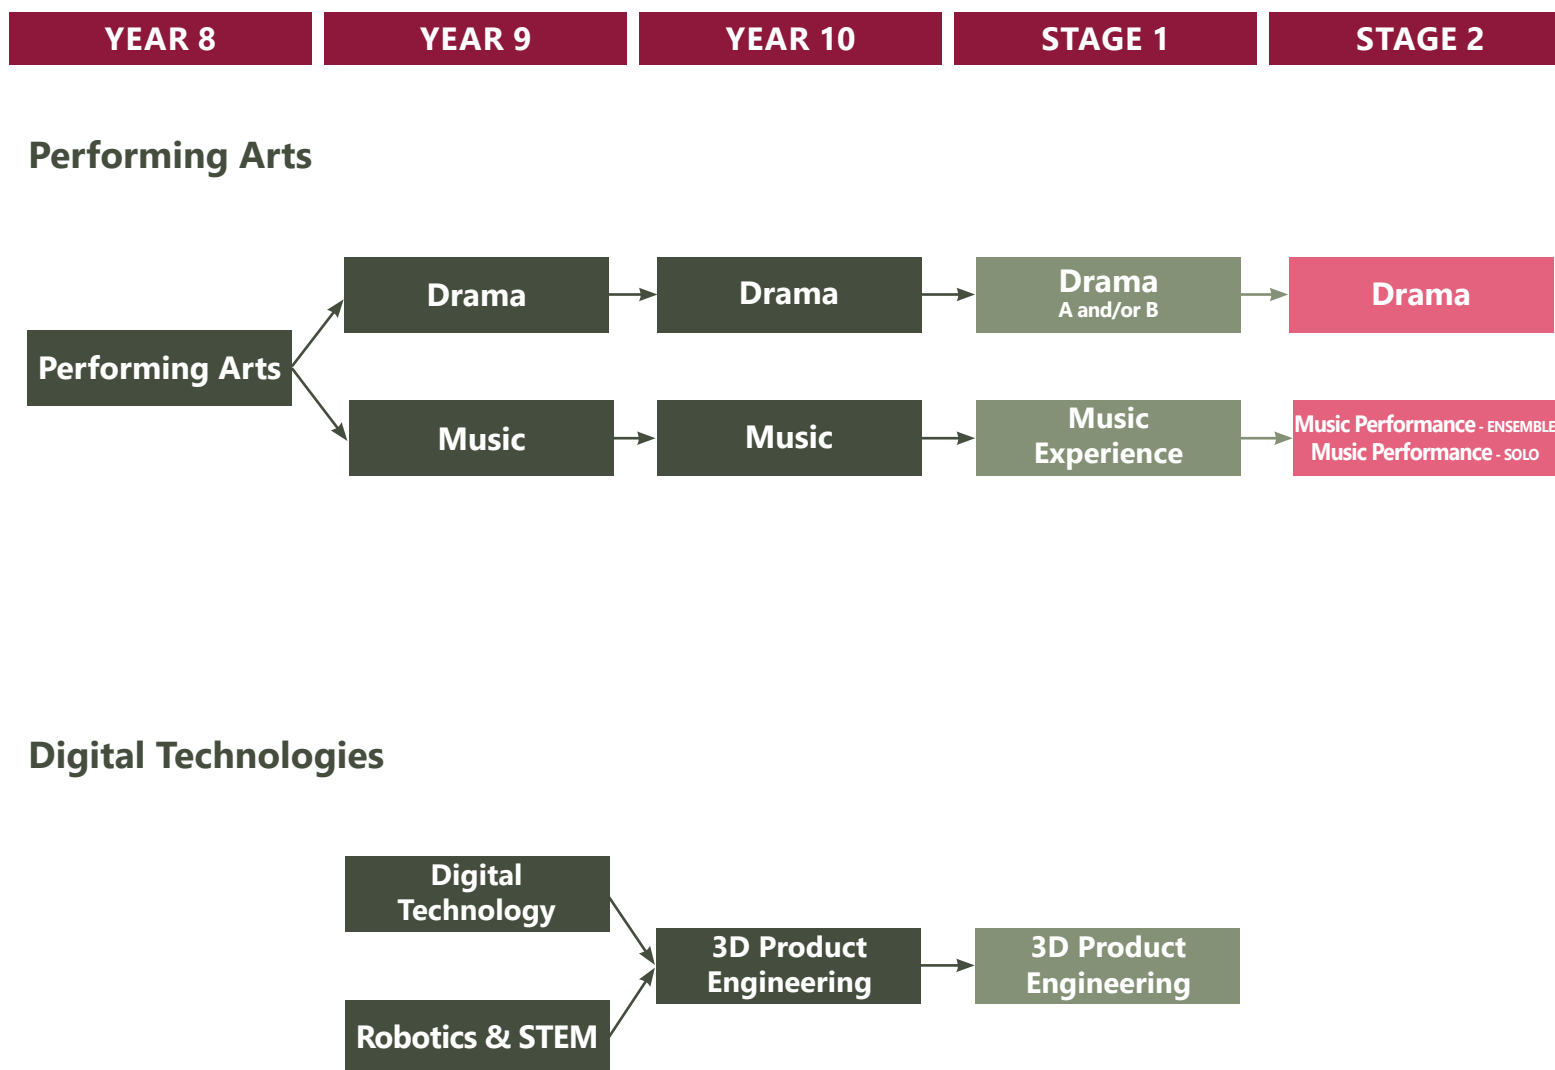 YEAR 8
YEAR 9
YEAR 10
STAGE 1
STAGE 2
Performing Arts
Performing Arts
Drama
Drama
Drama
A and/or B
Drama
Music
Music
Music
Experience
Music Performance - ENSEMBLE
Music Performance - SOLO
Digital Technologies
Digital
Technology
Robotics & STEM
3D Product
Engineering
3D Product
Engineering